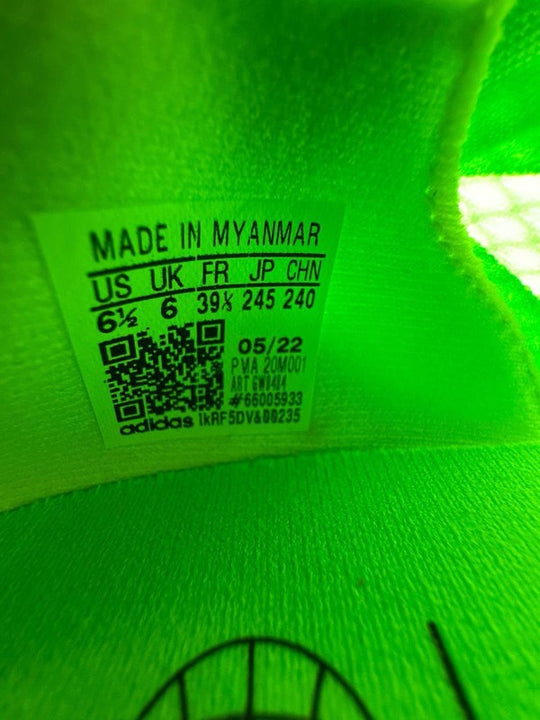 MADE IN MYANMAR
US UK FR JP CHN
6½ 6 39⅓ 245 240
05/22
PMA 20M001
ART GW8484
#66005933
adidas 1kRF5DV&00235